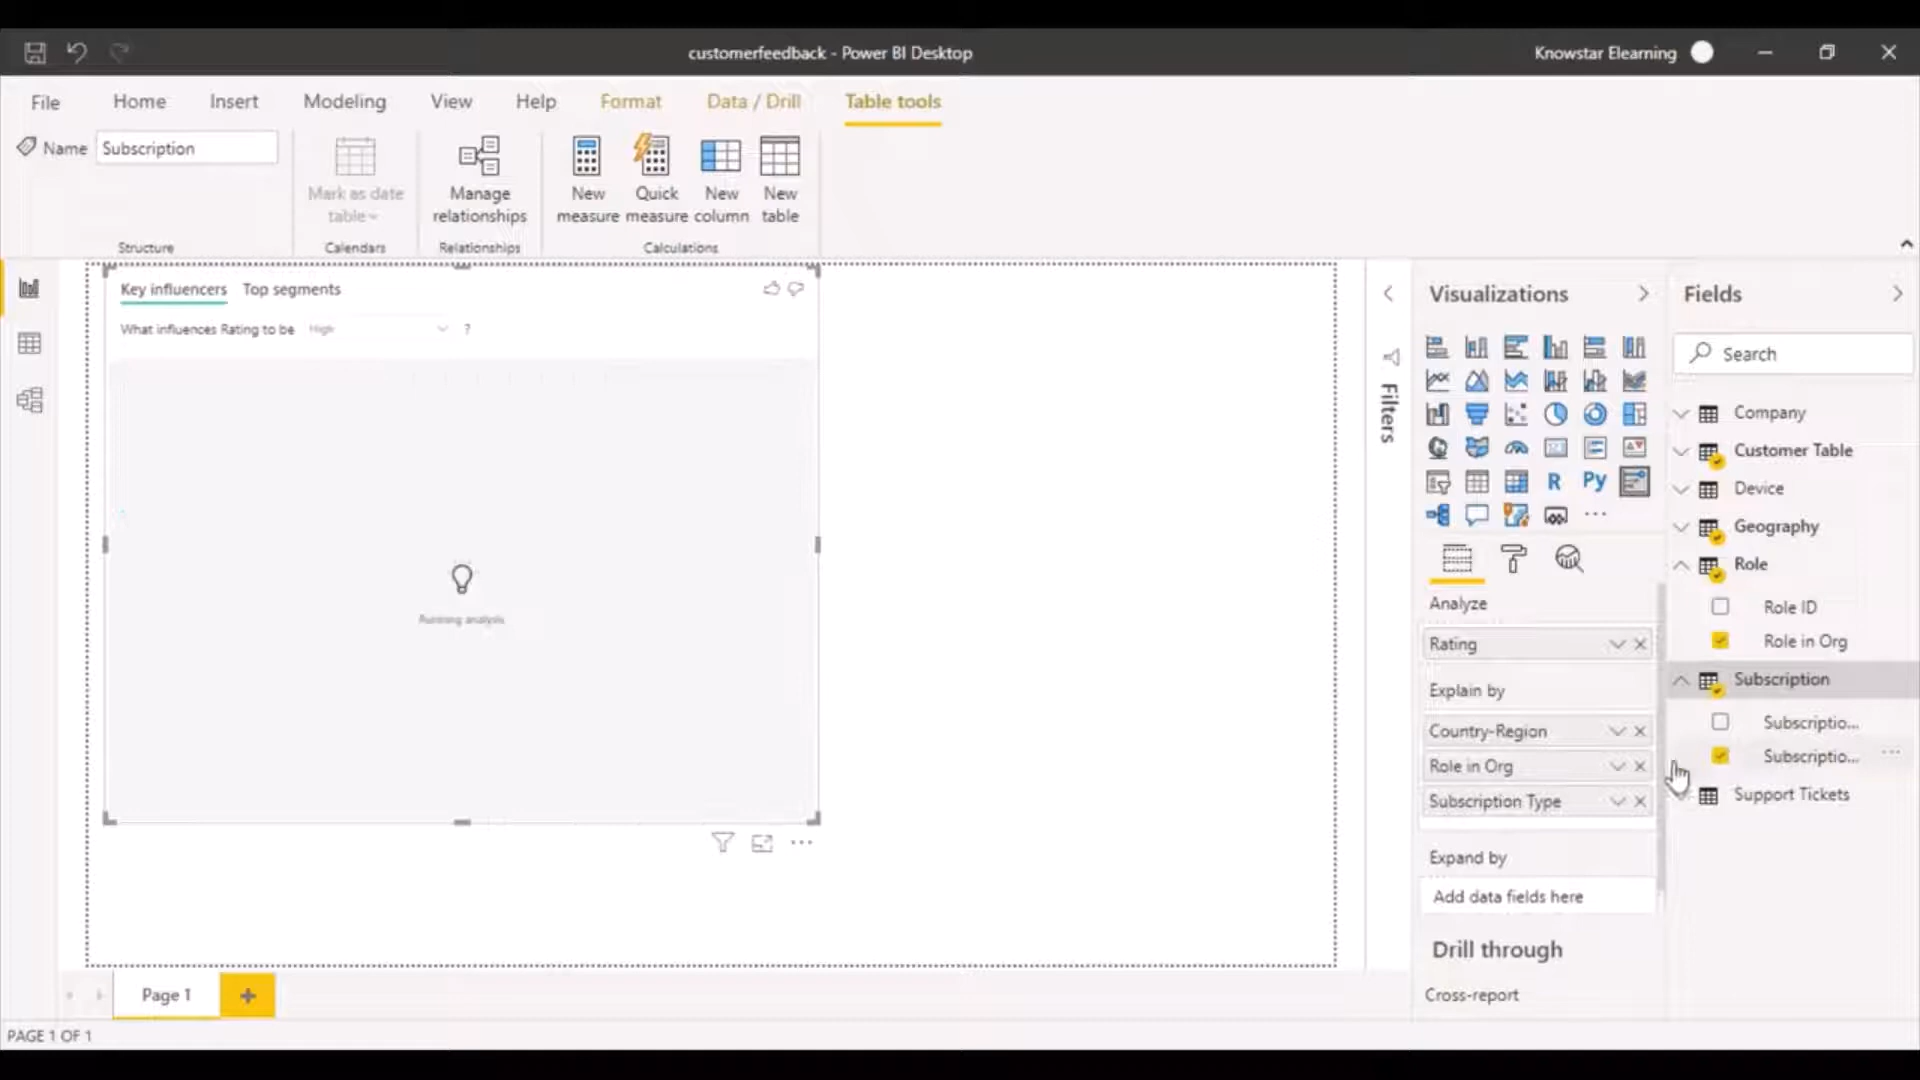 customerfeedback - Power BI Desktop
Knowstar Elearning
File Home Insert Modeling View Help Format Data / Drill Table tools
Name Subscription
Mark as date table
Manage relationships
New measure
Quick measure
New column
New table
Structure
Calendars
Relationships
Calculations
Key influencers Top segments
What influences Rating to be High ?
Running analysis
Filters
Visualizations
R Py
Analyze
Rating
Explain by
Country-Region
Role in Org
Subscription Type
Expand by
Add data fields here
Drill through
Cross-report
Fields
Search
Company
Customer Table
Device
Geography
Role
Role ID
Role in Org
Subscription
Subscriptio...
Subscriptio...
Support Tickets
Page 1
PAGE 1 OF 1